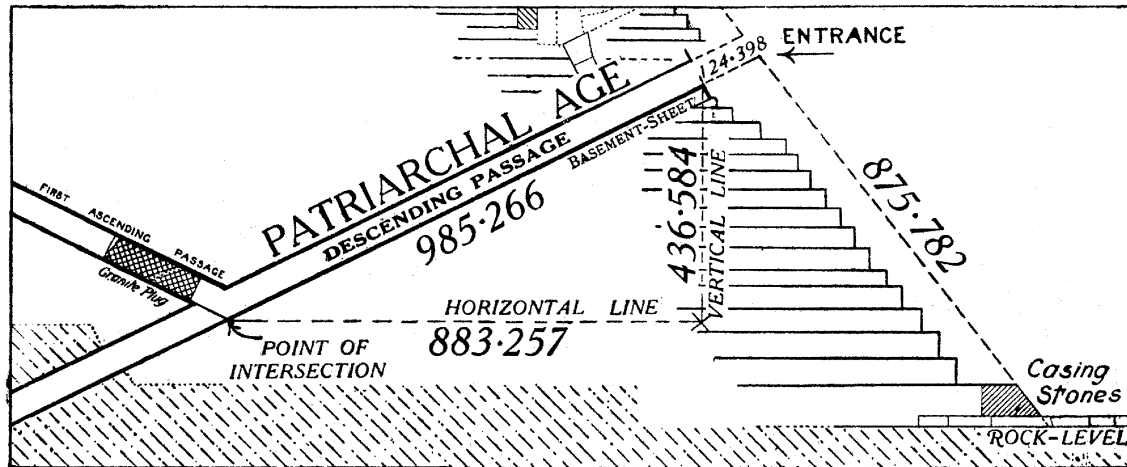 ENTRANCE
124·398
PATRIARCHAL AGE
DESCENDING PASSAGE
BASEMENT-SHEET
985·266
436·584
VERTICAL LINE
875·782
FIRST ASCENDING PASSAGE
Granite Plug
HORIZONTAL LINE
883·257
POINT OF
INTERSECTION
Casing
Stones
ROCK-LEVEL